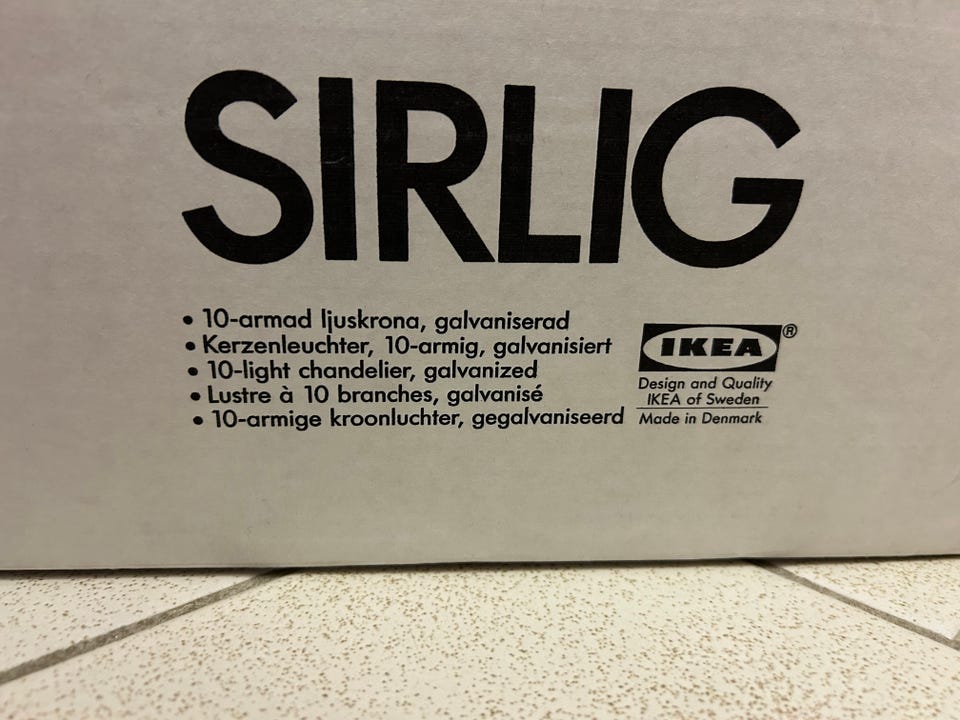 SIRLIG
• 10-armad ljuskrona, galvaniserad
• Kerzenleuchter, 10-armig, galvanisiert
• 10-light chandelier, galvanized
• Lustre à 10 branches, galvanisé
• 10-armige kroonluchter, gegalvaniseerd
IKEA®
Design and Quality
IKEA of Sweden
Made in Denmark